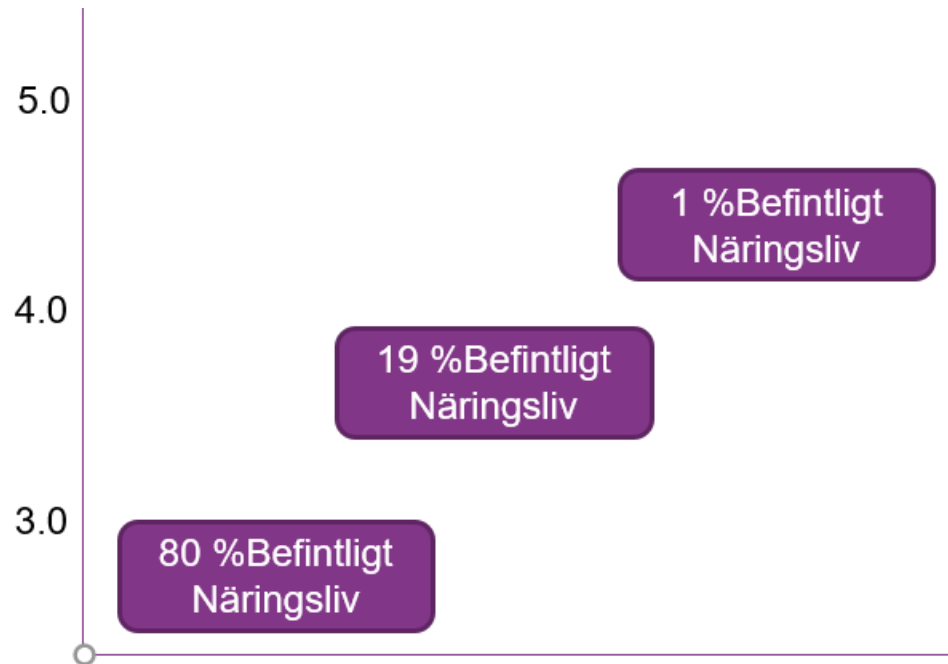 5.0
1 %Befintligt
Näringsliv
4.0
19 %Befintligt
Näringsliv
3.0
80 %Befintligt
Näringsliv